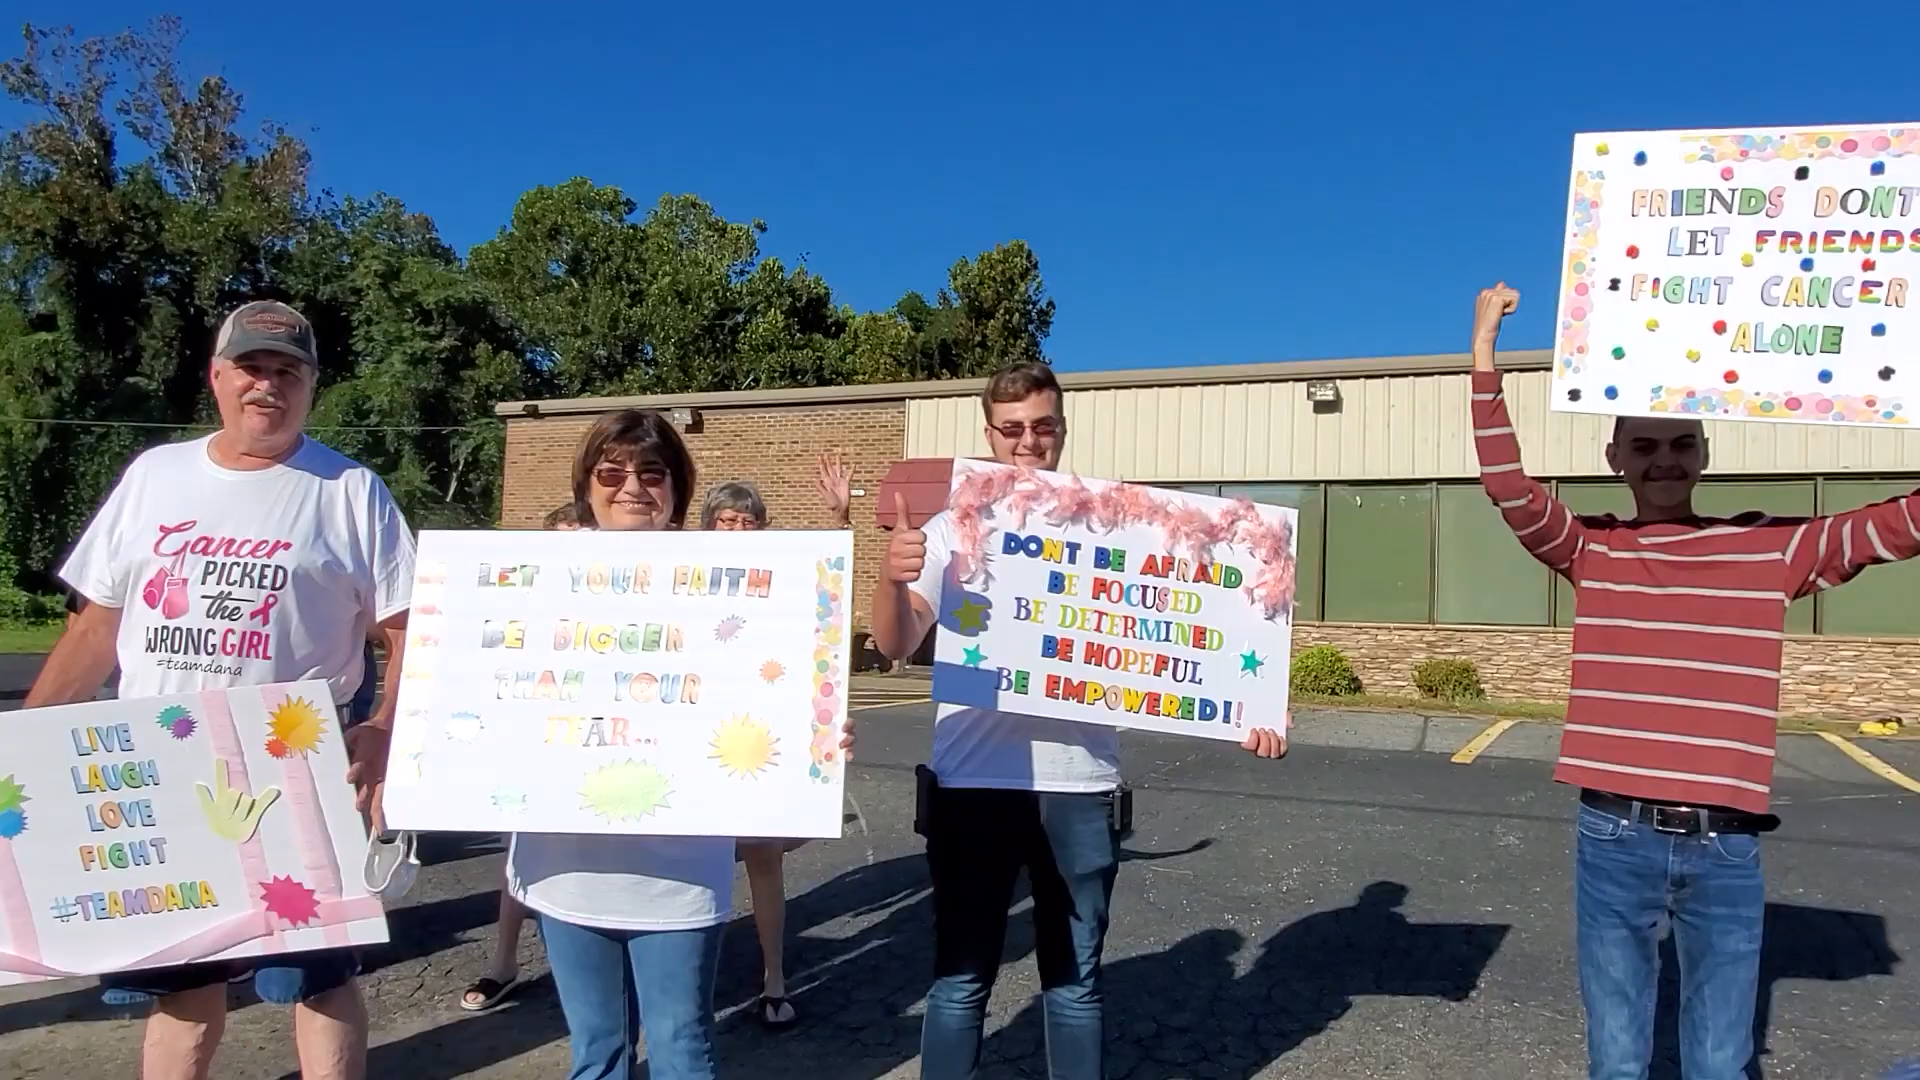 Cancer
PICKED
the
WRONG GIRL
#teamdana
LIVE
LAUGH
LOVE
FIGHT
#TEAMDANA
LET YOUR FAITH
BE BIGGER
THAN YOUR
FEAR...
DONT BE AFRAID
BE FOCUSED
BE DETERMINED
BE HOPEFUL
BE EMPOWERED!!
FRIENDS DONT
LET FRIENDS
FIGHT CANCER
ALONE